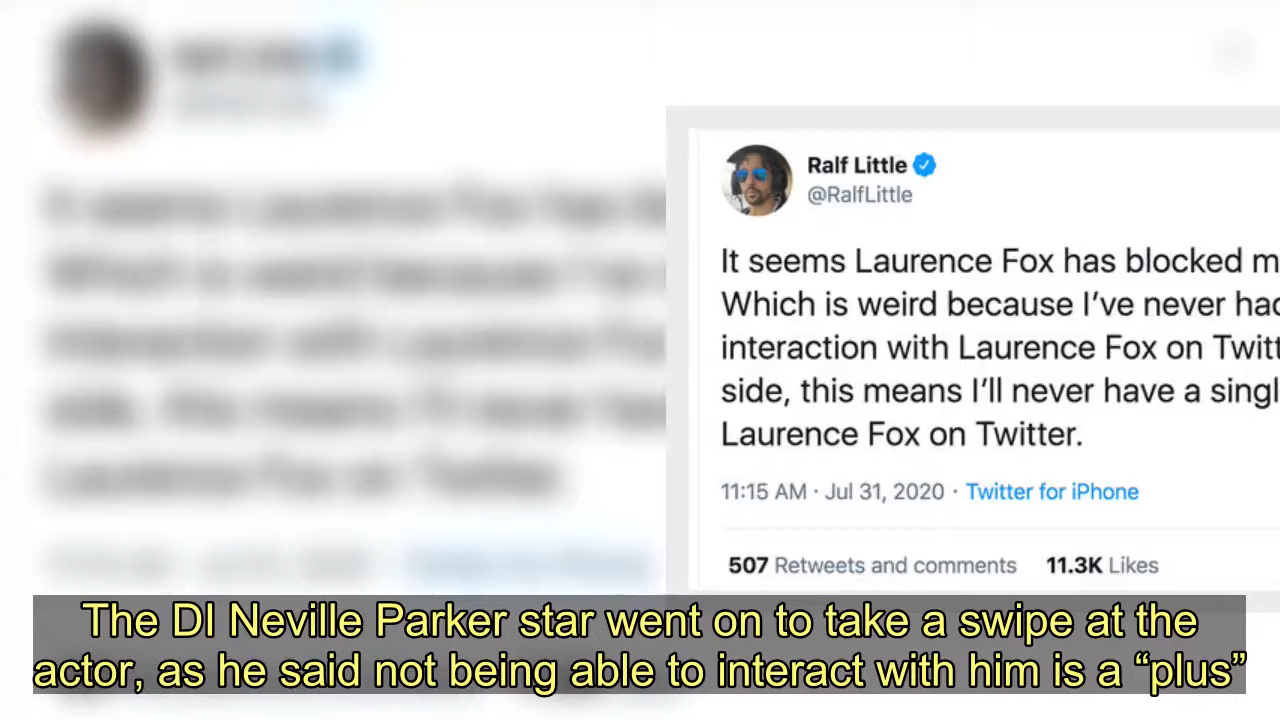 Ralf Little
@RalfLittle
It seems Laurence Fox has blocked m
Which is weird because I've never had
interaction with Laurence Fox on Twitt
side, this means I'll never have a singl
Laurence Fox on Twitter.
11:15 AM · Jul 31, 2020 · Twitter for iPhone
507 Retweets and comments 11.3K Likes
The DI Neville Parker star went on to take a swipe at the
actor, as he said not being able to interact with him is a “plus”